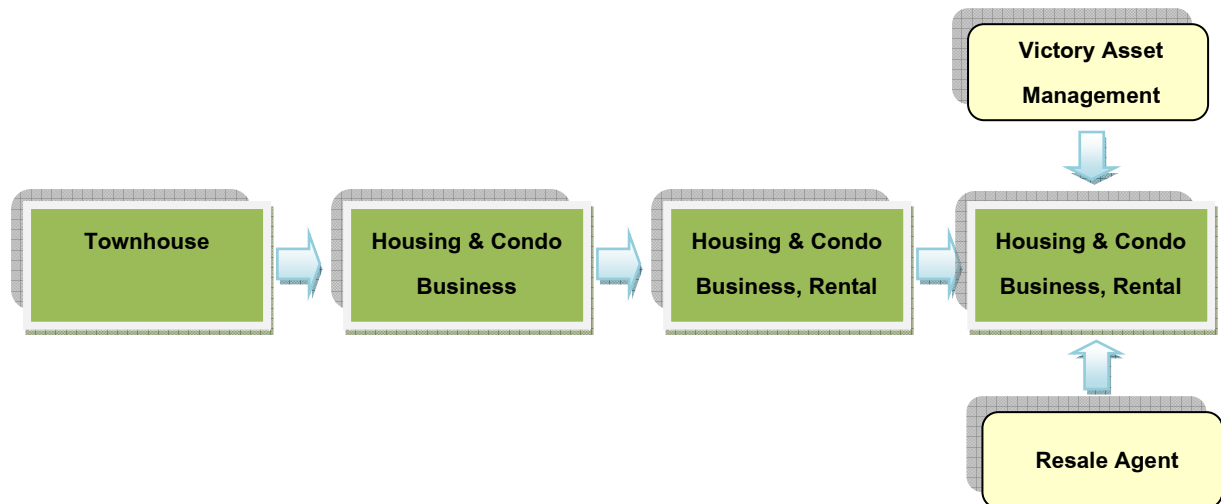 Victory Asset
Management
Townhouse
Housing & Condo
Business
Housing & Condo
Business, Rental
Housing & Condo
Business, Rental
Resale Agent